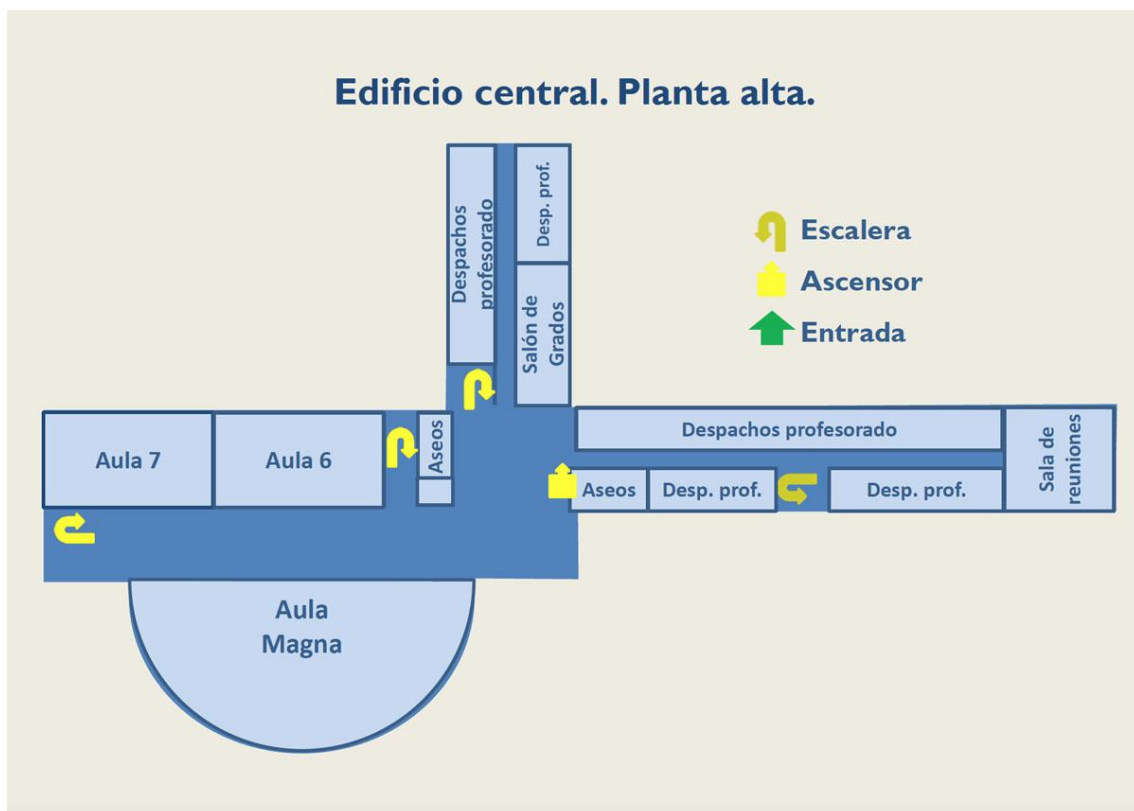 Edificio central. Planta alta.
Despachos
profesorado
Desp. prof.
Salón de
Grados
Escalera
Ascensor
Entrada
Aula 7
Aula 6
Aseos
Despachos profesorado
Sala de
reuniones
Aseos
Desp. prof.
Desp. prof.
Aula
Magna